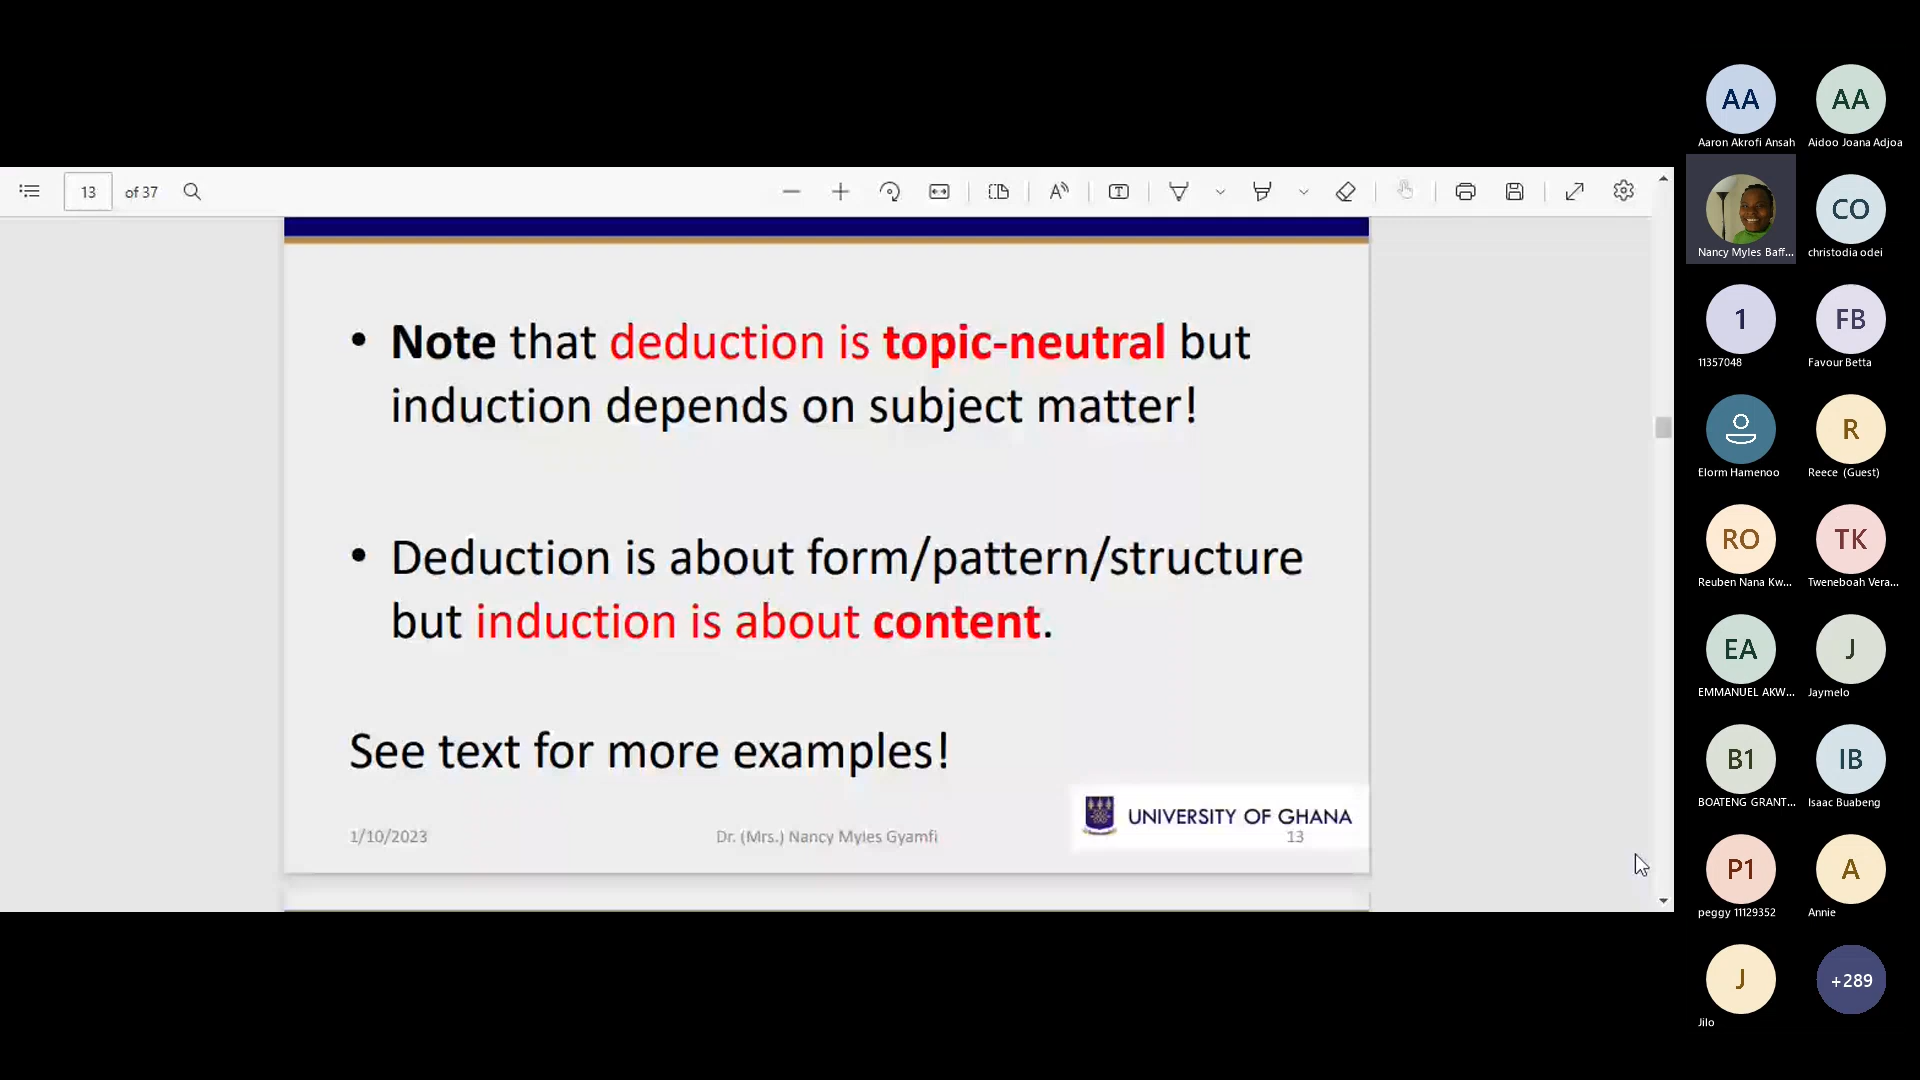 13 of 37
• Note that deduction is topic-neutral but
induction depends on subject matter!
• Deduction is about form/pattern/structure
but induction is about content.
See text for more examples!
UNIVERSITY OF GHANA
1/10/2023 Dr. (Mrs.) Nancy Myles Gyamfi 13
AA AA
Aaron Akrofi Ansah Aidoo Joana Adjoa
CO
Nancy Myles Baff... christodia odei
1 FB
11357048 Favour Betta
R
Elorm Hamenoo Reece (Guest)
RO TK
Reuben Nana Kw... Tweneboah Vera...
EA J
EMMANUEL AKW... Jaymelo
B1 IB
BOATENG GRANT... Isaac Buabeng
P1 A
peggy 11129352 Annie
J +289
Jilo